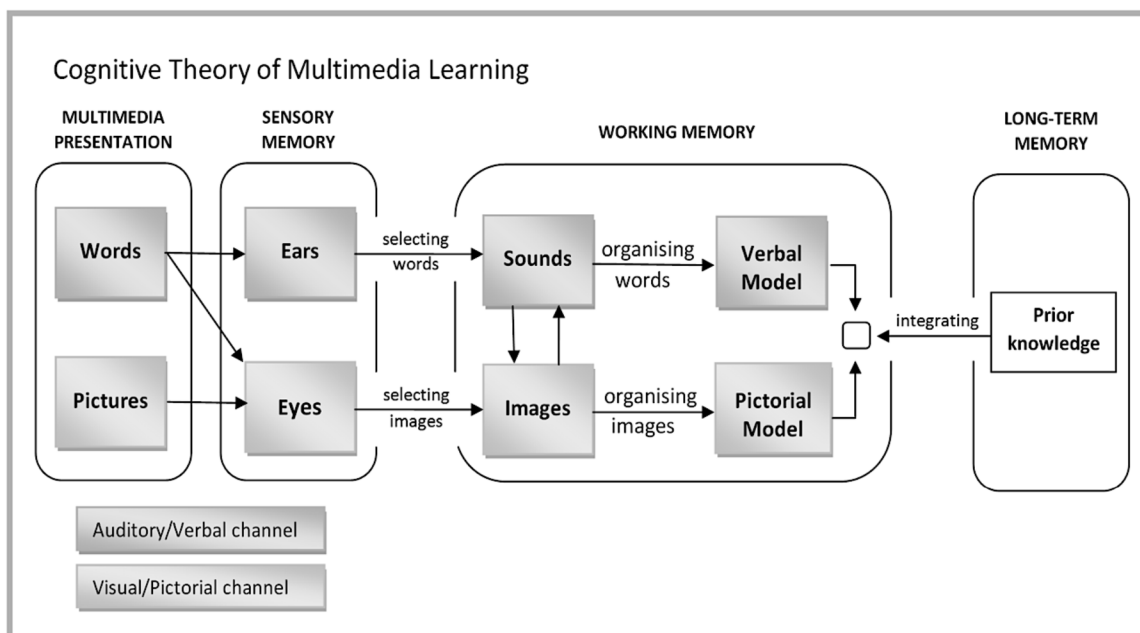 Cognitive Theory of Multimedia Learning
MULTIMEDIA
PRESENTATION
SENSORY
MEMORY
WORKING MEMORY
LONG-TERM
MEMORY
Words
Ears
selecting
words
Sounds
organising
words
Verbal
Model
integrating
Prior
knowledge
Pictures
Eyes
selecting
images
Images
organising
images
Pictorial
Model
Auditory/Verbal channel
Visual/Pictorial channel